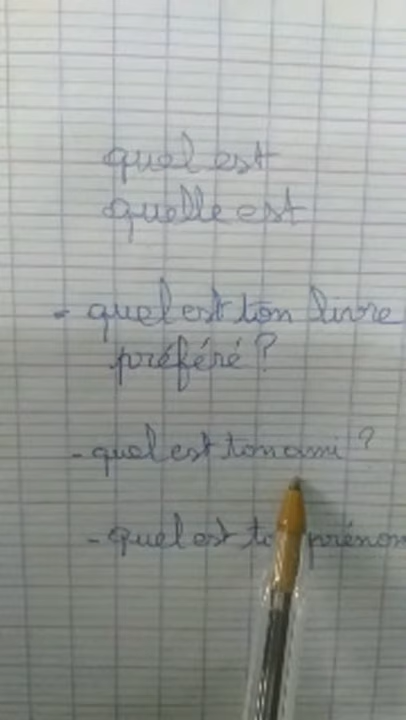 quel est
quelle est
- quel est ton livre
préféré ?
- quel est ton ami ?
- quel est